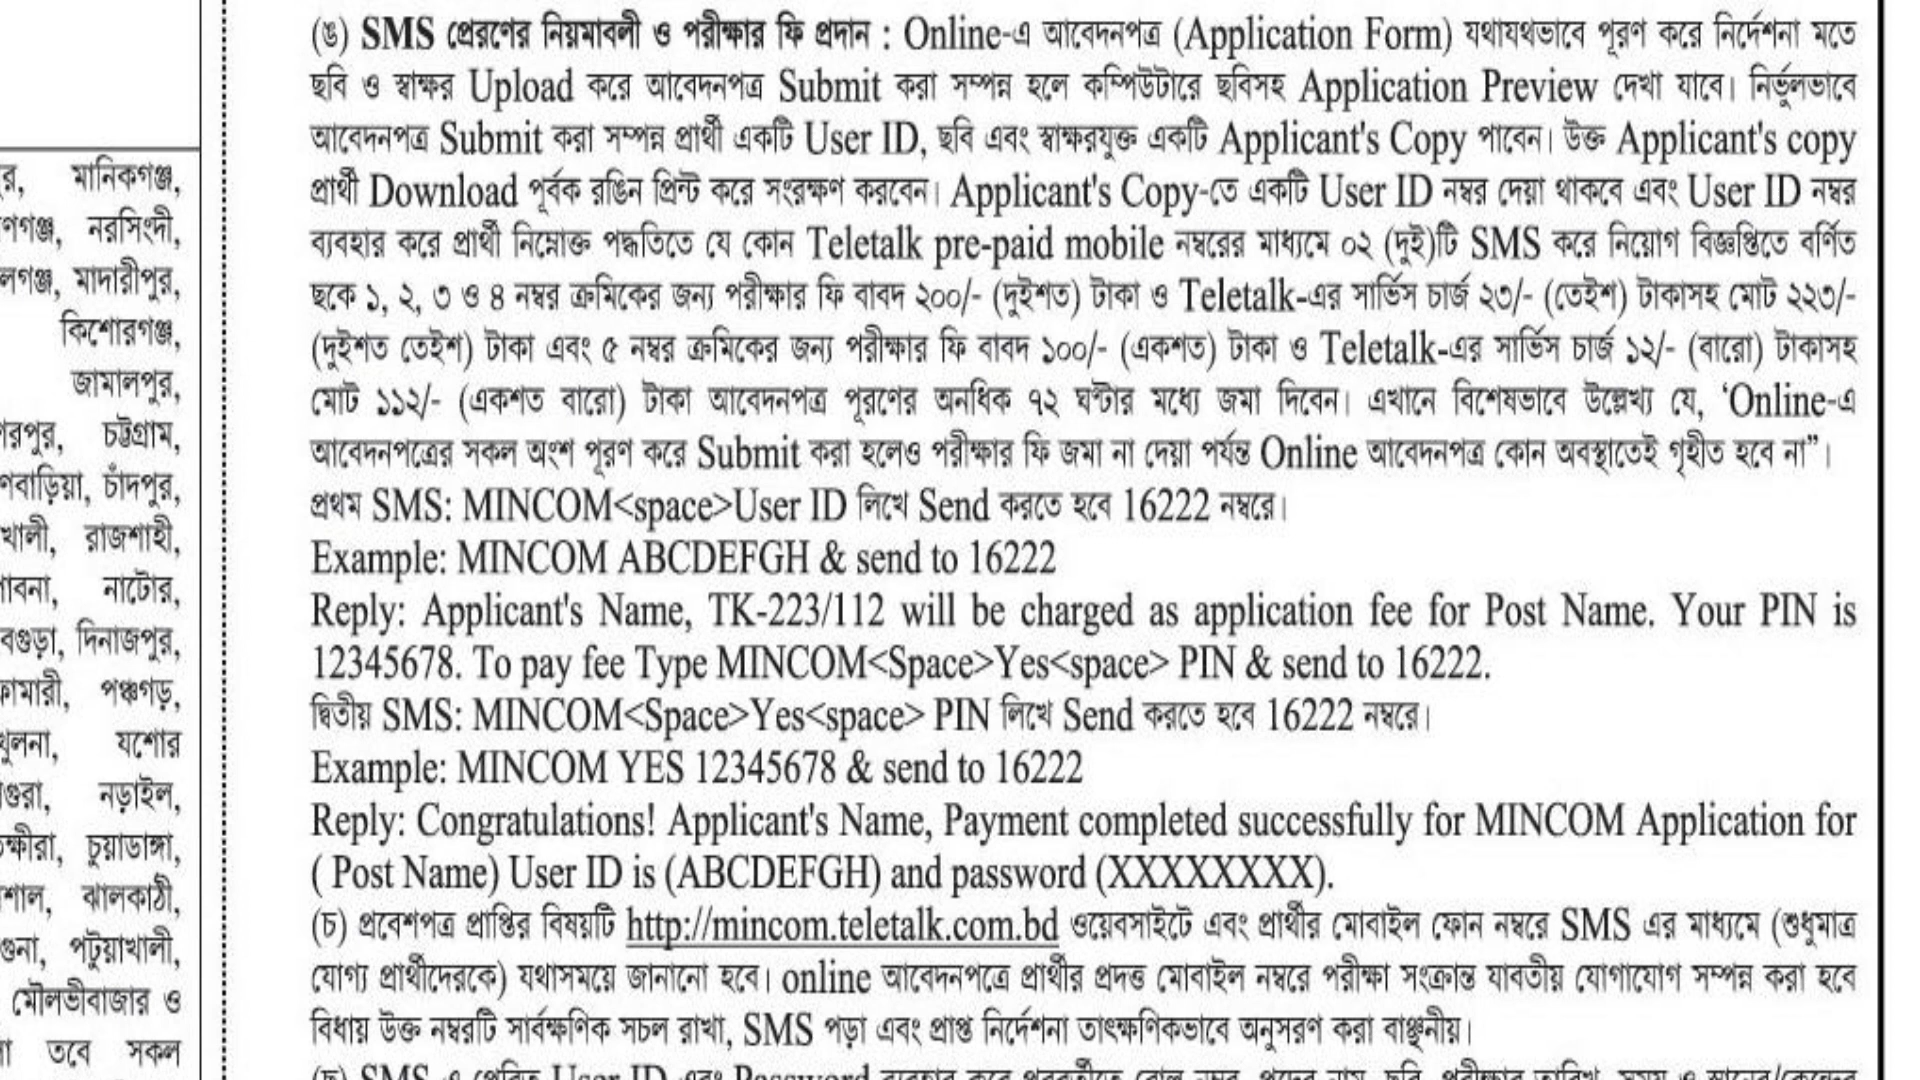 মানিকগঞ্জ,
নরসিংদী,
মাদারীপুর,
কিশোরগঞ্জ,
জামালপুর,
চট্টগ্রাম,
চাঁদপুর,
রাজশাহী,
নাটোর,
বগুড়া, দিনাজপুর,
পঞ্চগড়,
যশোর
নড়াইল,
চুয়াডাঙ্গা,
ঝালকাঠী,
পটুয়াখালী,
মৌলভীবাজার ও
তবে সকল
(ঙ) SMS প্রেরণের নিয়মাবলী ও পরীক্ষার ফি প্রদান : Online-এ আবেদনপত্র (Application Form) যথাযথভাবে পূরণ করে নির্দেশনা মতে
ছবি ও স্বাক্ষর Upload করে আবেদনপত্র Submit করা সম্পন্ন হলে কম্পিউটারে ছবিসহ Application Preview দেখা যাবে। নির্ভুলভাবে
আবেদনপত্র Submit করা সম্পন্ন প্রার্থী একটি User ID, ছবি এবং স্বাক্ষরযুক্ত একটি Applicant's Copy পাবেন। উক্ত Applicant's copy
প্রার্থী Download পূর্বক রঙিন প্রিন্ট করে সংরক্ষণ করবেন। Applicant's Copy-তে একটি User ID নম্বর দেয়া থাকবে এবং User ID নম্বর
ব্যবহার করে প্রার্থী নিম্নোক্ত পদ্ধতিতে যে কোন Teletalk pre-paid mobile নম্বরের মাধ্যমে ০২ (দুই)টি SMS করে নিয়োগ বিজ্ঞপ্তিতে বর্ণিত
ছকে ১, ২, ৩ ও ৪ নম্বর ক্রমিকের জন্য পরীক্ষার ফি বাবদ ২০০/- (দুইশত) টাকা ও Teletalk-এর সার্ভিস চার্জ ২৩/- (তেইশ) টাকাসহ মোট ২২৩/-
(দুইশত তেইশ) টাকা এবং ৫ নম্বর ক্রমিকের জন্য পরীক্ষার ফি বাবদ ১০০/- (একশত) টাকা ও Teletalk-এর সার্ভিস চার্জ ১২/- (বারো) টাকাসহ
মোট ১১২/- (একশত বারো) টাকা আবেদনপত্র পূরণের অনধিক ৭২ ঘণ্টার মধ্যে জমা দিবেন। এখানে বিশেষভাবে উল্লেখ্য যে, ‘Online-এ
আবেদনপত্রের সকল অংশ পূরণ করে Submit করা হলেও পরীক্ষার ফি জমা না দেয়া পর্যন্ত Online আবেদনপত্র কোন অবস্থাতেই গৃহীত হবে না”।
প্রথম SMS: MINCOM<space>User ID লিখে Send করতে হবে 16222 নম্বরে।
Example: MINCOM ABCDEFGH & send to 16222
Reply: Applicant's Name, TK-223/112 will be charged as application fee for Post Name. Your PIN is
12345678. To pay fee Type MINCOM<Space>Yes<space> PIN & send to 16222.
দ্বিতীয় SMS: MINCOM<Space>Yes<space> PIN লিখে Send করতে হবে 16222 নম্বরে।
Example: MINCOM YES 12345678 & send to 16222
Reply: Congratulations! Applicant's Name, Payment completed successfully for MINCOM Application for
( Post Name) User ID is (ABCDEFGH) and password (XXXXXXXX).
(চ) প্রবেশপত্র প্রাপ্তির বিষয়টি http://mincom.teletalk.com.bd ওয়েবসাইটে এবং প্রার্থীর মোবাইল ফোন নম্বরে SMS এর মাধ্যমে (শুধুমাত্র
যোগ্য প্রার্থীদেরকে) যথাসময়ে জানানো হবে। online আবেদনপত্রে প্রার্থীর প্রদত্ত মোবাইল নম্বরে পরীক্ষা সংক্রান্ত যাবতীয় যোগাযোগ সম্পন্ন করা হবে
বিধায় উক্ত নম্বরটি সার্বক্ষণিক সচল রাখা, SMS পড়া এবং প্রাপ্ত নির্দেশনা তাৎক্ষণিকভাবে অনুসরণ করা বাঞ্ছনীয়।